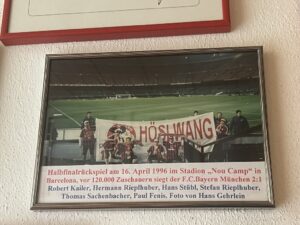 HÖSLWANG
Halbfinalrückspiel am 16. April 1996 im Stadion „Nou Camp" in
Barcelona, vor 120.000 Zuschauern siegt der F.C.Bayern München 2:1
Robert Kailer, Hermann Rieplhuber, Hans Stübl, Stefan Rieplhuber,
Thomas Sachenbacher, Paul Fenis. Foto von Hans Gehrlein